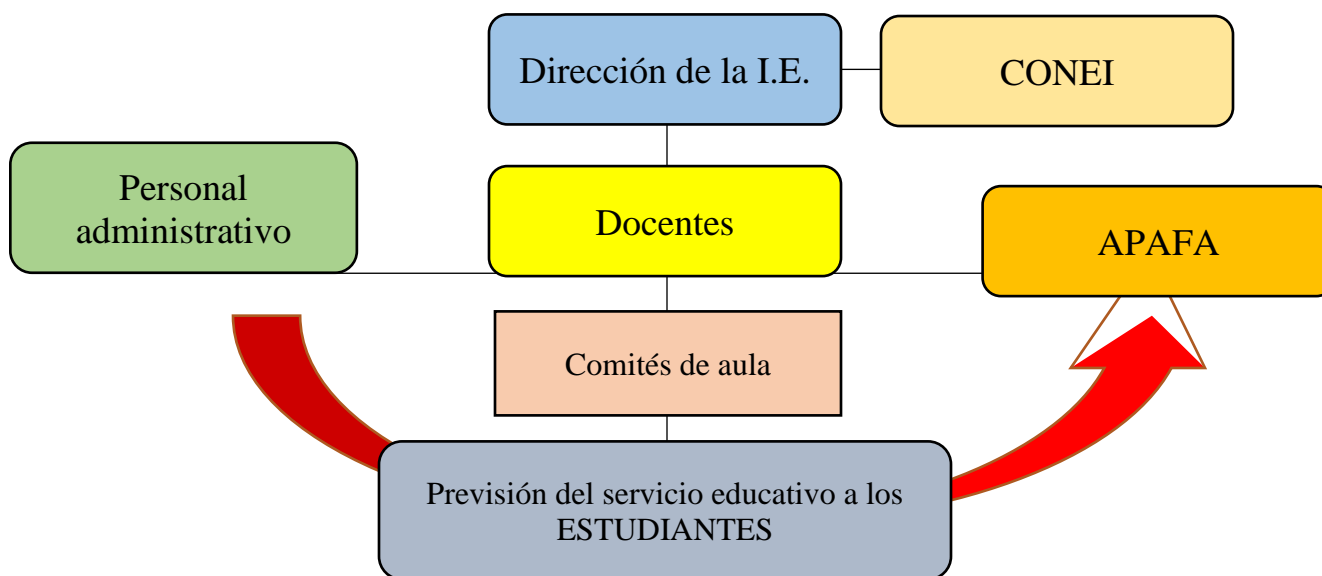 Dirección de la I.E.
CONEI
Personal
administrativo
Docentes
APAFA
Comités de aula
Previsión del servicio educativo a los
ESTUDIANTES